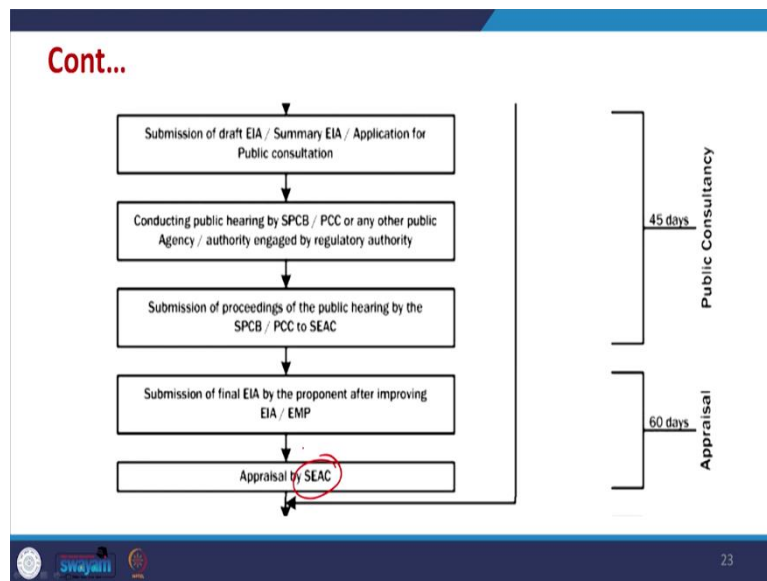 Cont...
Submission of draft EIA / Summary EIA / Application for
Public consultation
Conducting public hearing by SPCB / PCC or any other public
Agency / authority engaged by regulatory authority
Submission of proceedings of the public hearing by the
SPCB / PCC to SEAC
Submission of final EIA by the proponent after improving
EIA / EMP
Appraisal by SEAC
45 days
Public Consultancy
60 days
Appraisal
swayam
23